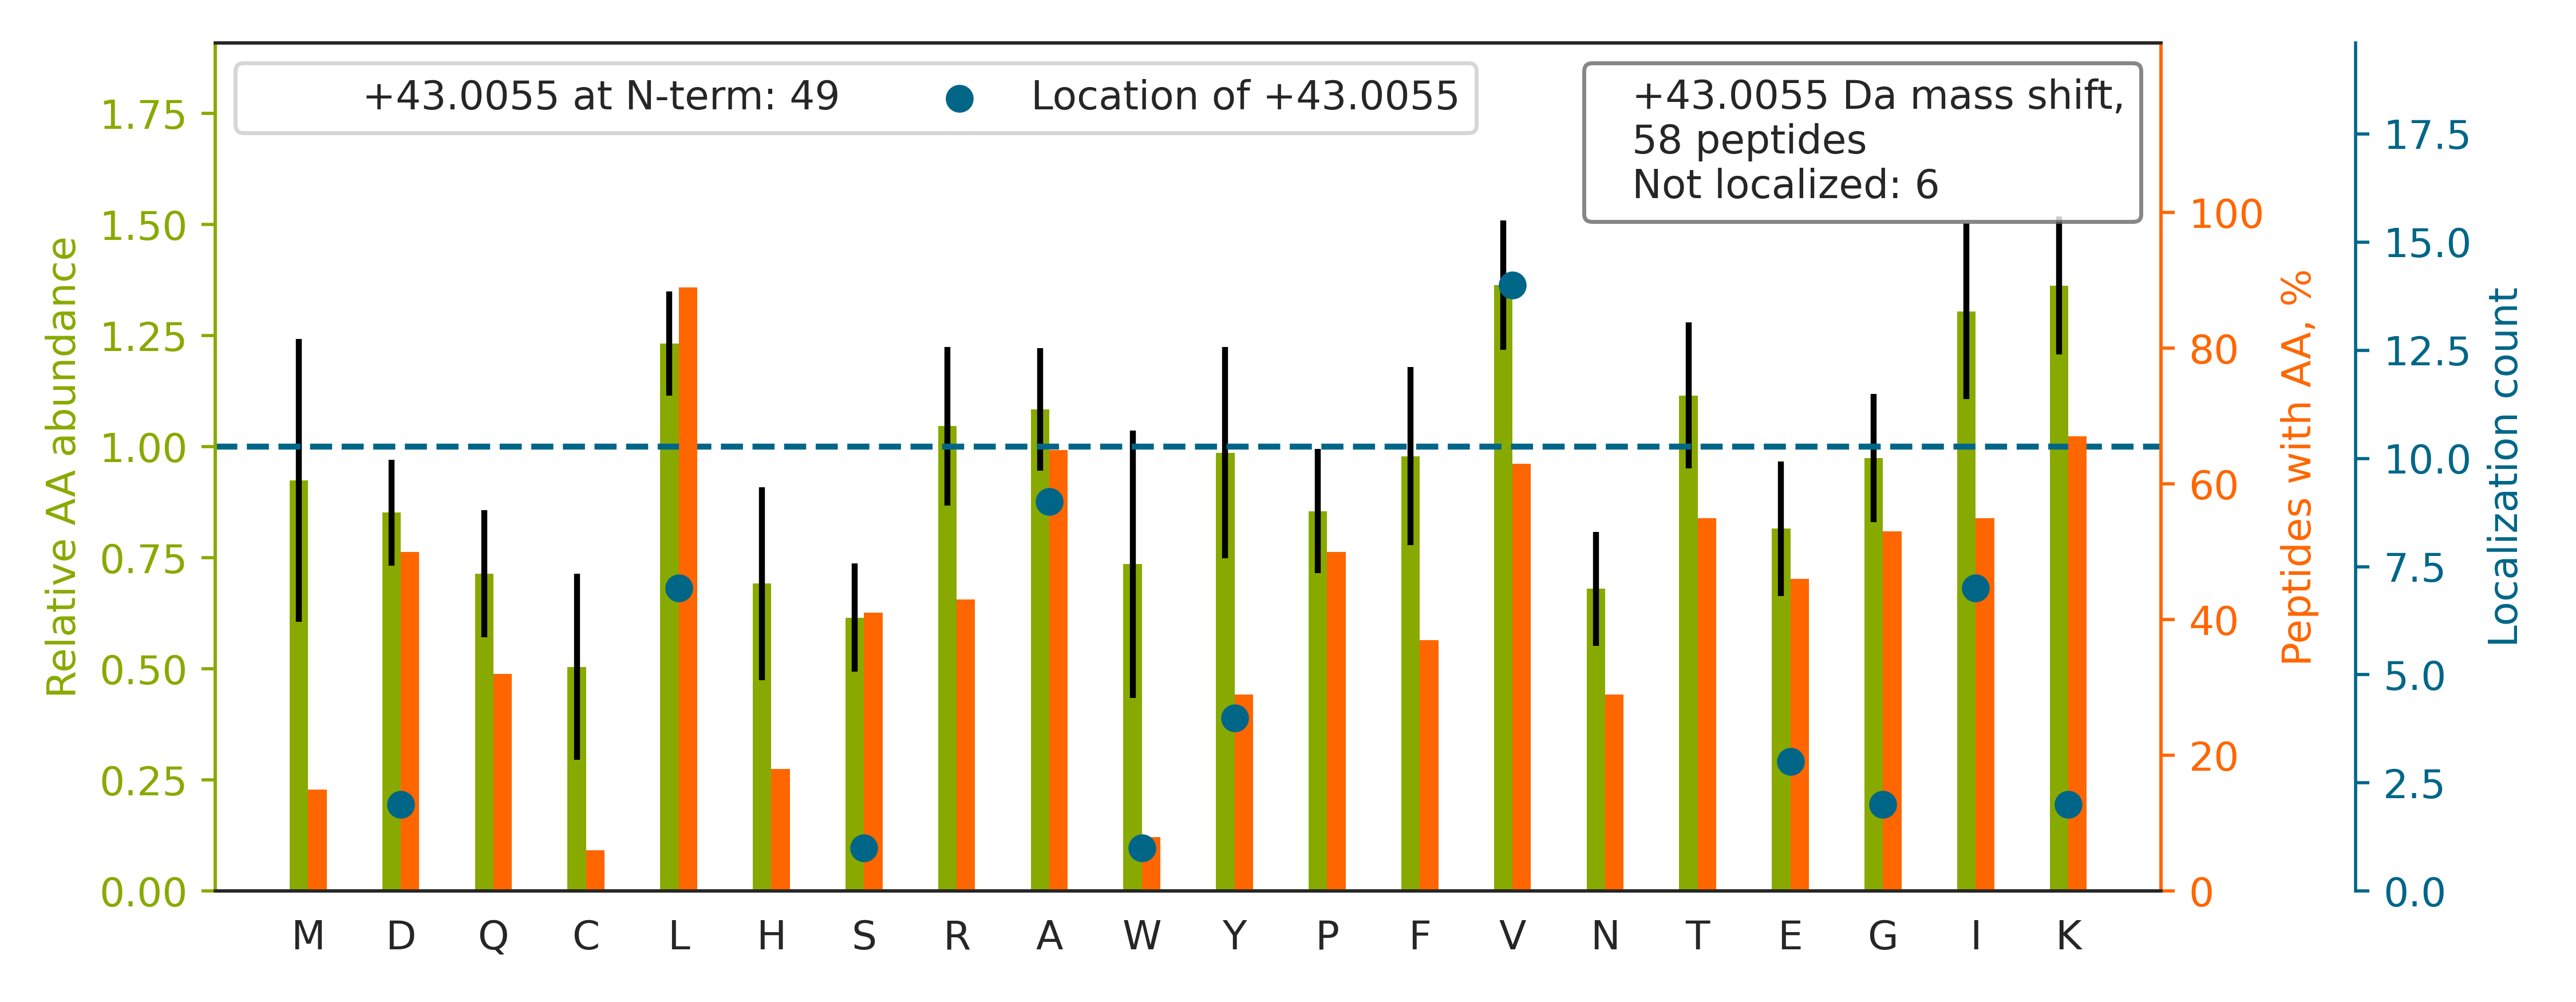 +43.0055 at N-term: 49
Location of +43.0055
+43.0055 Da mass shift,
58 peptides
Not localized: 6
Relative AA abundance
1.75
1.50
1.25
1.00
0.75
0.50
0.25
0.00
M D Q C L H S R A W Y P F V N T E G I K
100
80
60
40
20
0
Peptides with AA, %
17.5
15.0
12.5
10.0
7.5
5.0
2.5
0.0
Localization count